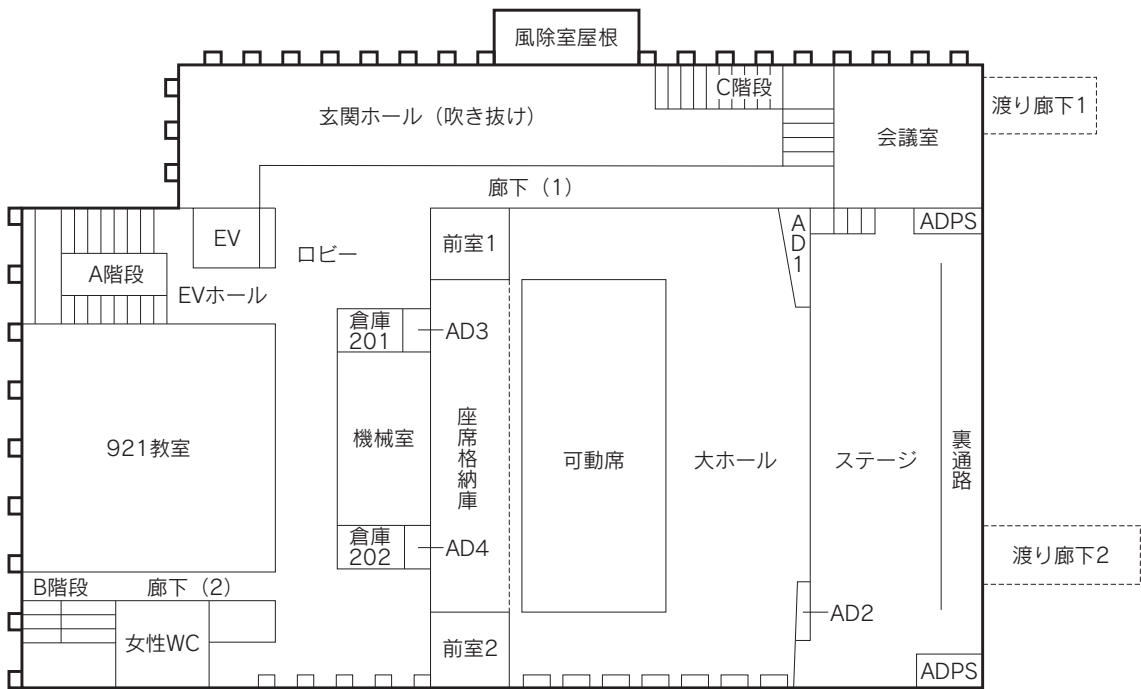 風除室屋根
C階段
渡り廊下1
玄関ホール（吹き抜け）
会議室
廊下（1）
EV
ロビー
前室1
AD1
ADPS
A階段
EVホール
倉庫
201
AD3
921教室
機械室
座席格納庫
可動席
大ホール
ステージ
裏通路
倉庫
202
AD4
渡り廊下2
B階段
廊下（2）
女性WC
前室2
AD2
ADPS